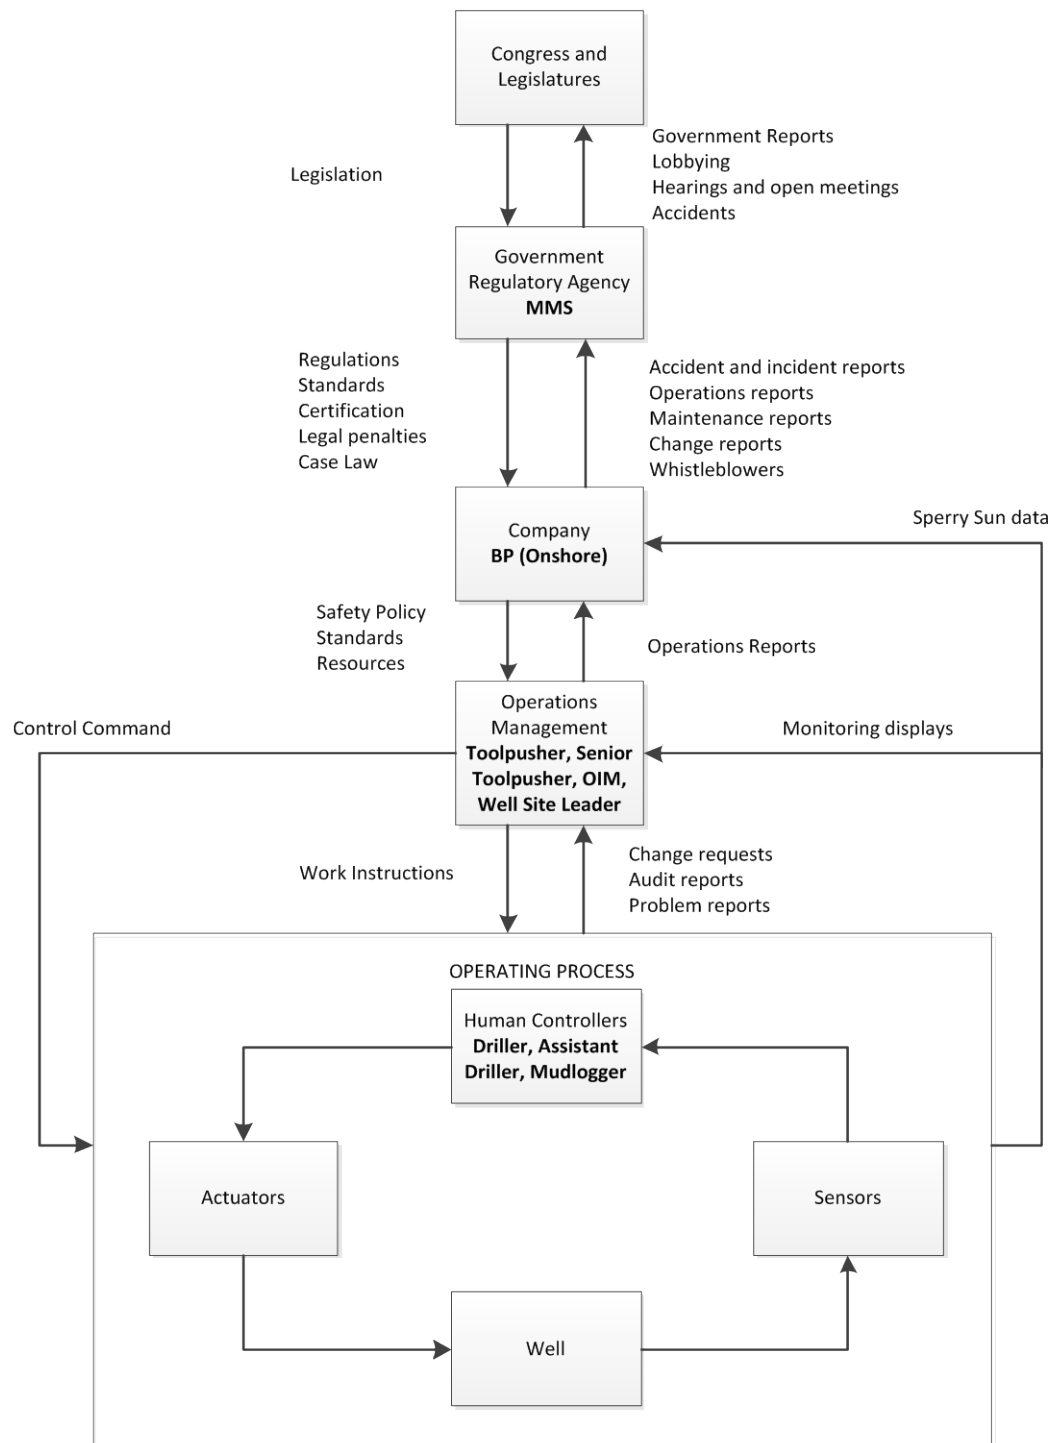 Congress and
Legislatures
Legislation
Government Reports
Lobbying
Hearings and open meetings
Accidents
Government
Regulatory Agency
MMS
Regulations
Standards
Certification
Legal penalties
Case Law
Accident and incident reports
Operations reports
Maintenance reports
Change reports
Whistleblowers
Company
BP (Onshore)
Sperry Sun data
Safety Policy
Standards
Resources
Operations Reports
Operations
Management
Toolpusher, Senior
Toolpusher, OIM,
Well Site Leader
Control Command
Monitoring displays
Work Instructions
Change requests
Audit reports
Problem reports
OPERATING PROCESS
Human Controllers
Driller, Assistant
Driller, Mudlogger
Actuators
Sensors
Well